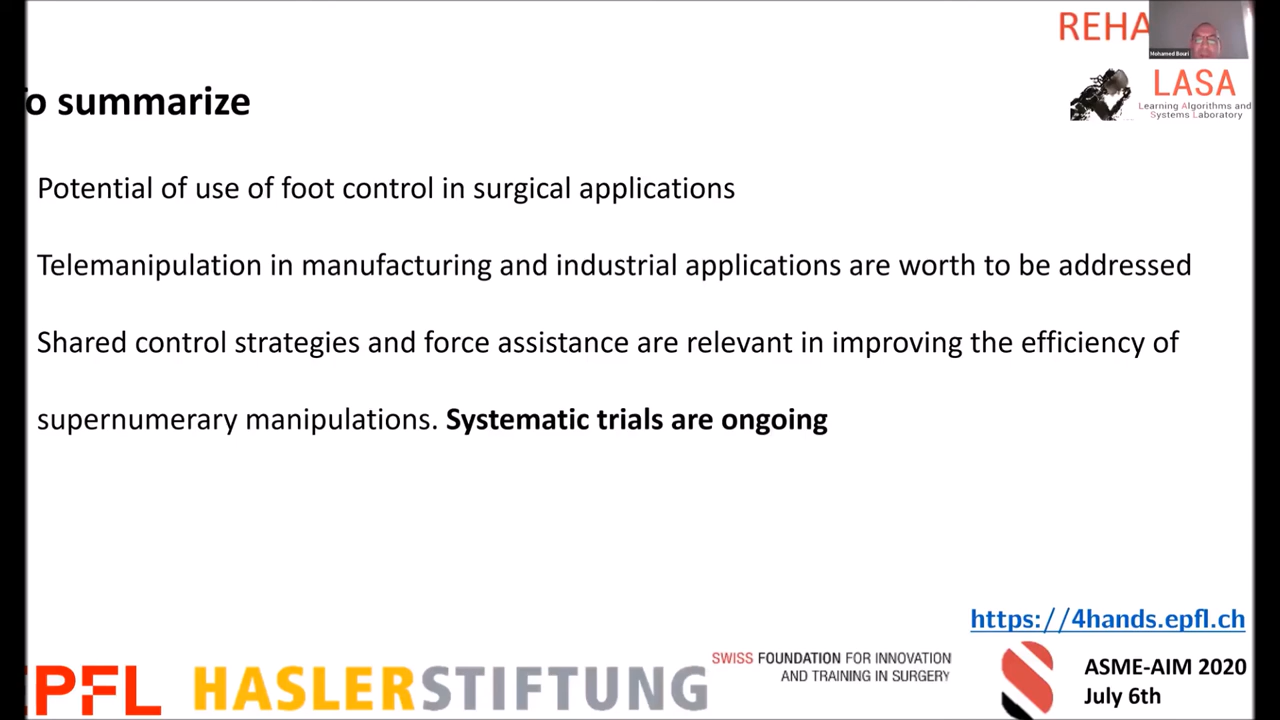 REHA
Mohamed Bouri
LASA
Learning Algorithms and
Systems Laboratory
o summarize
Potential of use of foot control in surgical applications
Telemanipulation in manufacturing and industrial applications are worth to be addressed
Shared control strategies and force assistance are relevant in improving the efficiency of
supernumerary manipulations. Systematic trials are ongoing
https://4hands.epfl.ch
EPFL
HASLERSTIFTUNG
SWISS FOUNDATION FOR INNOVATION
AND TRAINING IN SURGERY
ASME-AIM 2020
July 6th